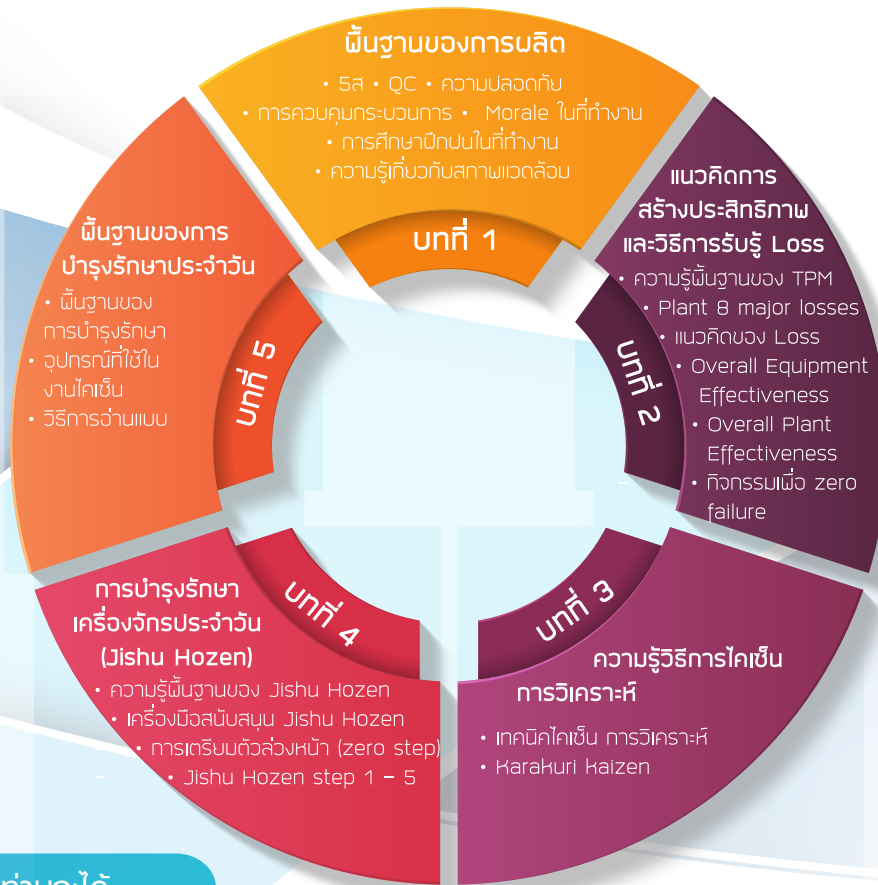 พื้นฐานของการผลิต
• 5ส • QC • ความปลอดภัย
• การควบคุมกระบวนการ • Morale ในที่ทำงาน
• การศึกษาฝึกฝนในที่ทำงาน
• ความรู้เกี่ยวกับสภาพแวดล้อม
บทที่ 1
แนวคิดการ
สร้างประสิทธิภาพ
และวิธีการรับรู้ Loss
• ความรู้พื้นฐานของ TPM
• Plant 8 major losses
• แนวคิดของ Loss
• Overall Equipment
Effectiveness
• Overall Plant
Effectiveness
• กิจกรรมเพื่อ zero
failure
บทที่ 2
ความรู้วิธีการไคเซ็น
การวิเคราะห์
• เทคนิคไคเซ็น การวิเคราะห์
• Karakuri kaizen
บทที่ 3
การบำรุงรักษา
เครื่องจักรประจำวัน
(Jishu Hozen)
• ความรู้พื้นฐานของ Jishu Hozen
• เครื่องมือสนับสนุน Jishu Hozen
• การเตรียมตัวล่วงหน้า (zero step)
• Jishu Hozen step 1 – 5
บทที่ 4
พื้นฐานของการ
บำรุงรักษาประจำวัน
• พื้นฐานของ
การบำรุงรักษา
• อุปกรณ์ที่ใช้ใน
งานไคเซ็น
• วิธีการอ่านแบบ
บทที่ 5